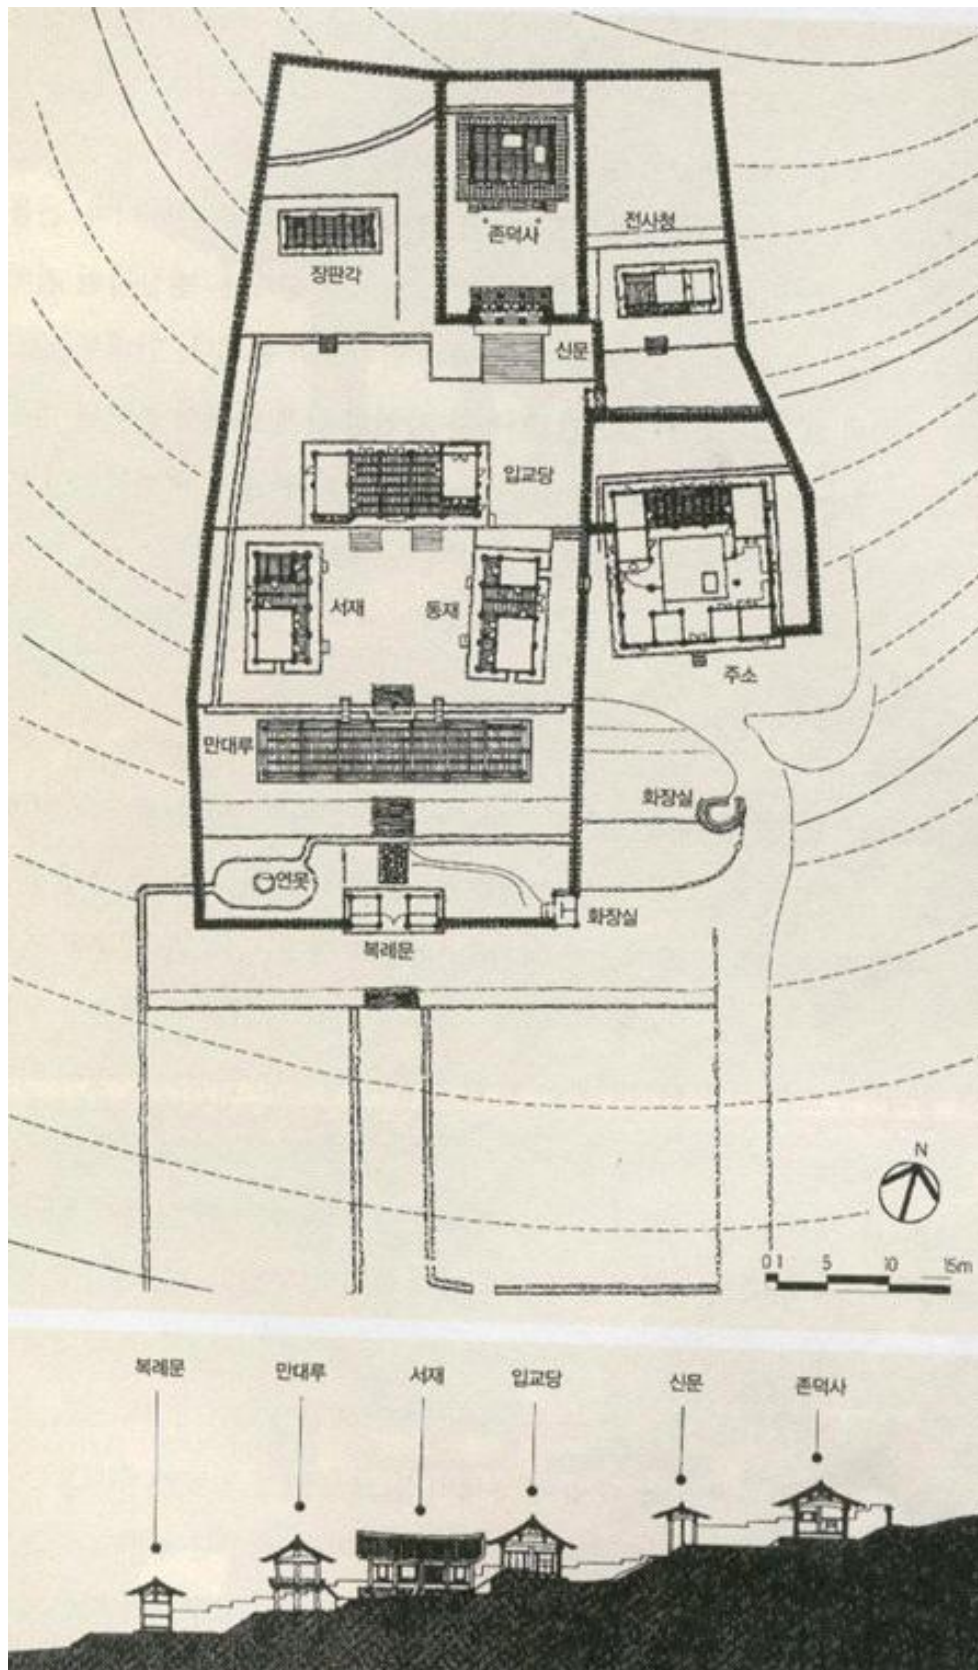 존덕사
전사청
장판각
신문
입교당
서재
동재
주소
만대루
화장실
연못
화장실
복례문
N
0 1 5 10 15m
복례문 만대루 서재 입교당 신문 존덕사